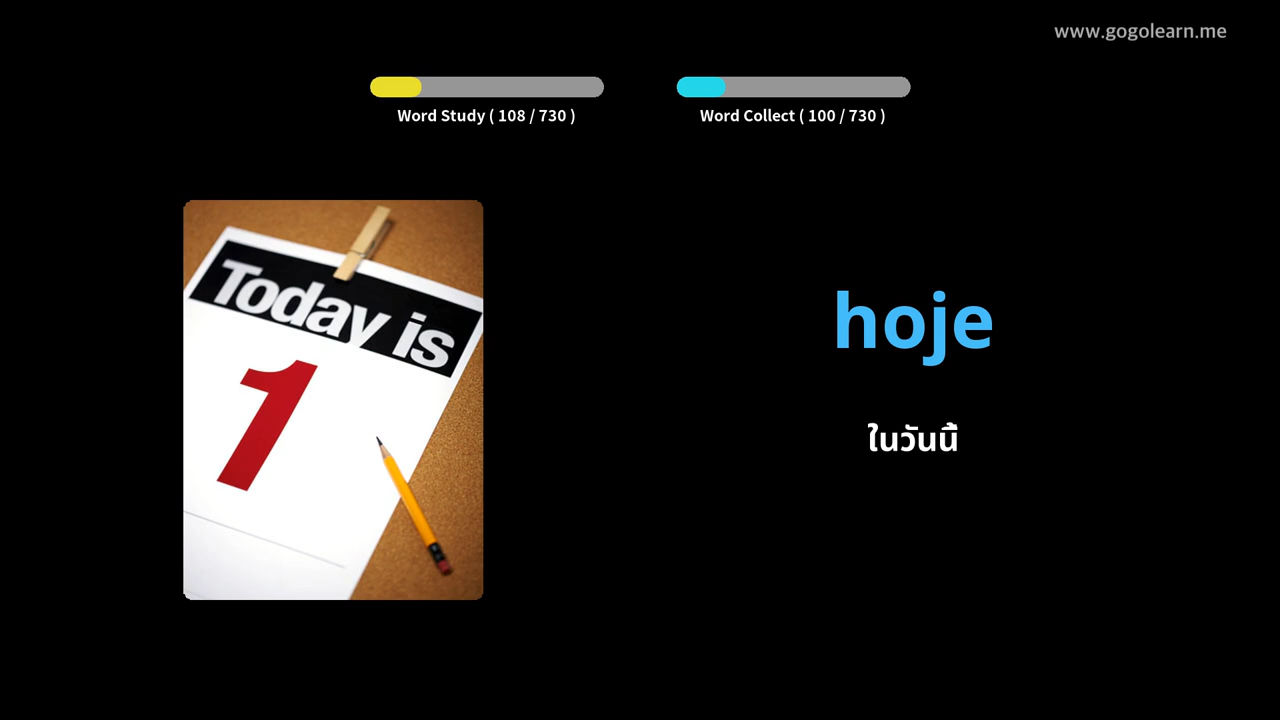 www.gogolearn.me
Word Study ( 108 / 730 )
Word Collect ( 100 / 730 )
Today is
1
hoje
ในวันนี้